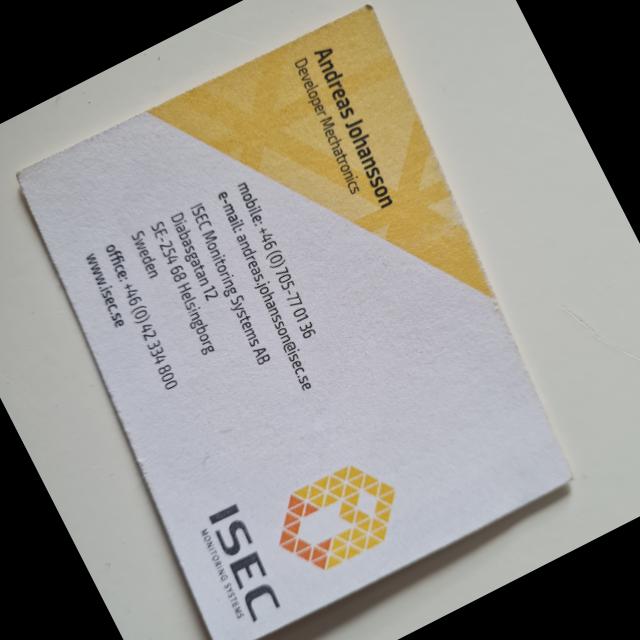 Andreas Johansson
Developer Mechatronics
mobile: +46 (0) 705-77 01 36
e-mail: andreas.johansson@isec.se
ISEC Monitoring Systems AB
Dabasgatan 12
SE-254 68 Helsingborg
Sweden
office: +46 (0) 42 334 800
www.isec.se
ISEC
MONITORING SYSTEMS